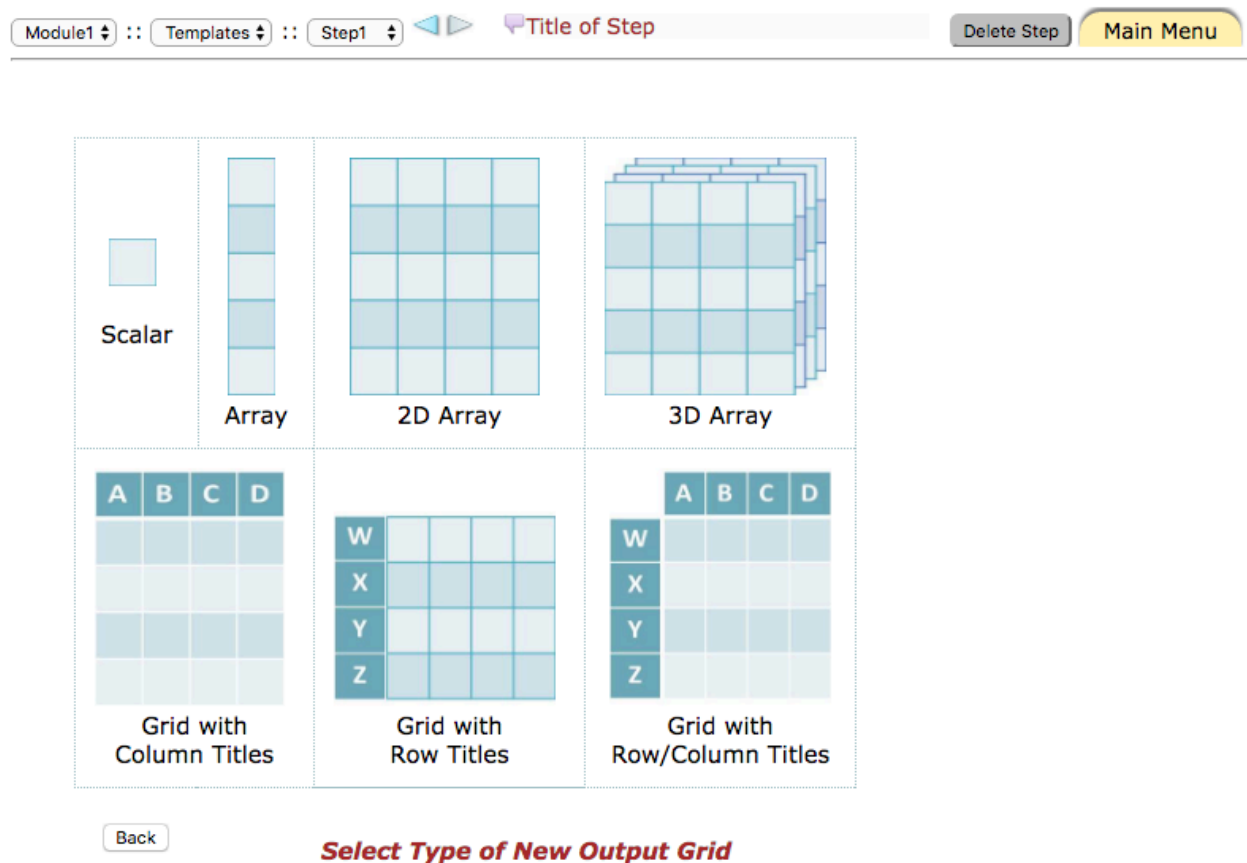 Module1 :: Templates :: Step1 Title of Step Delete Step Main Menu
Scalar
Array
2D Array
3D Array
A B C D
Grid with
Column Titles
W
X
Y
Z
Grid with
Row Titles
A B C D
W
X
Y
Z
Grid with
Row/Column Titles
Back
Select Type of New Output Grid